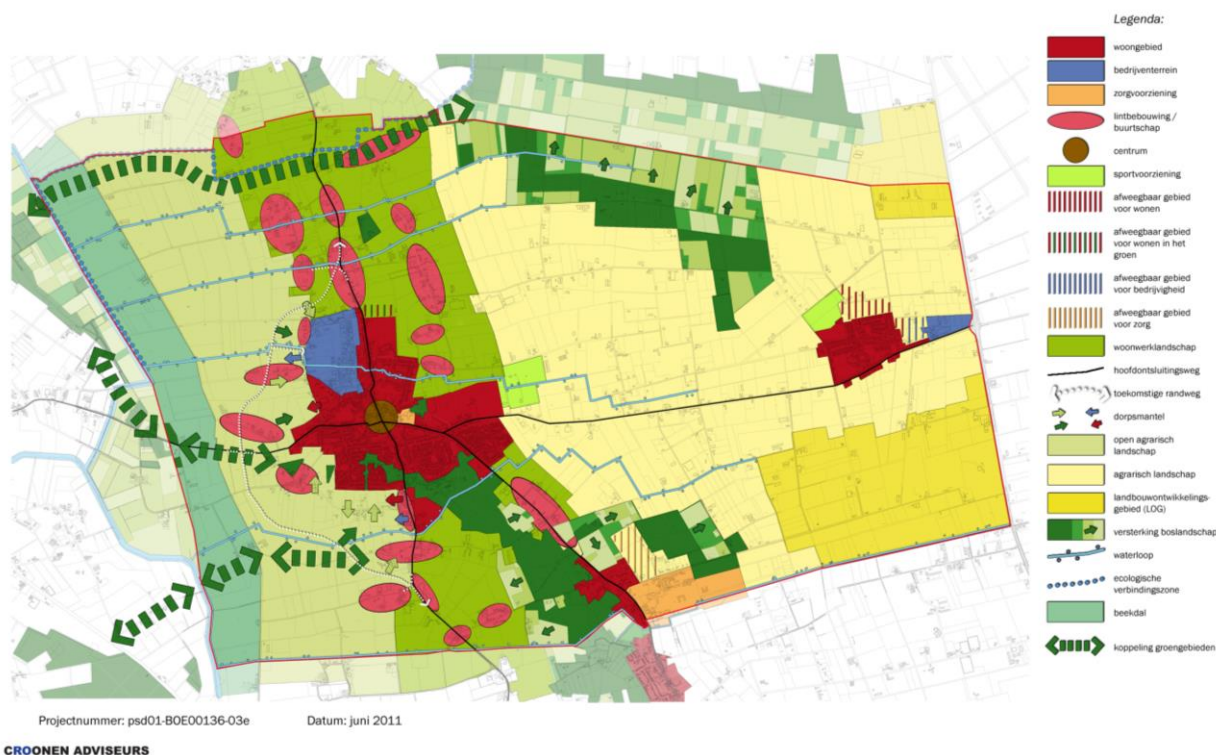 Legenda:
woongebied
bedrijventerrein
zorgvoorziening
lintbebouwing /
buurtschap
centrum
sportvoorziening
afweegbaar gebied
voor wonen
afweegbaar gebied
voor wonen in het
groen
afweegbaar gebied
voor bedrijvigheid
afweegbaar gebied
voor zorg
woonwerklandschap
hoofdontsluitingsweg
toekomstige randweg
dorpsmantel
open agrarisch
landschap
agrarisch landschap
landbouwontwikkelings-
gebied (LOG)
versterking boslandschap
waterloop
ecologische
verbindingszone
beekdal
koppeling groengebieden
Projectnummer: psd01-B0E00136-03e Datum: juni 2011
CROONEN ADVISEURS